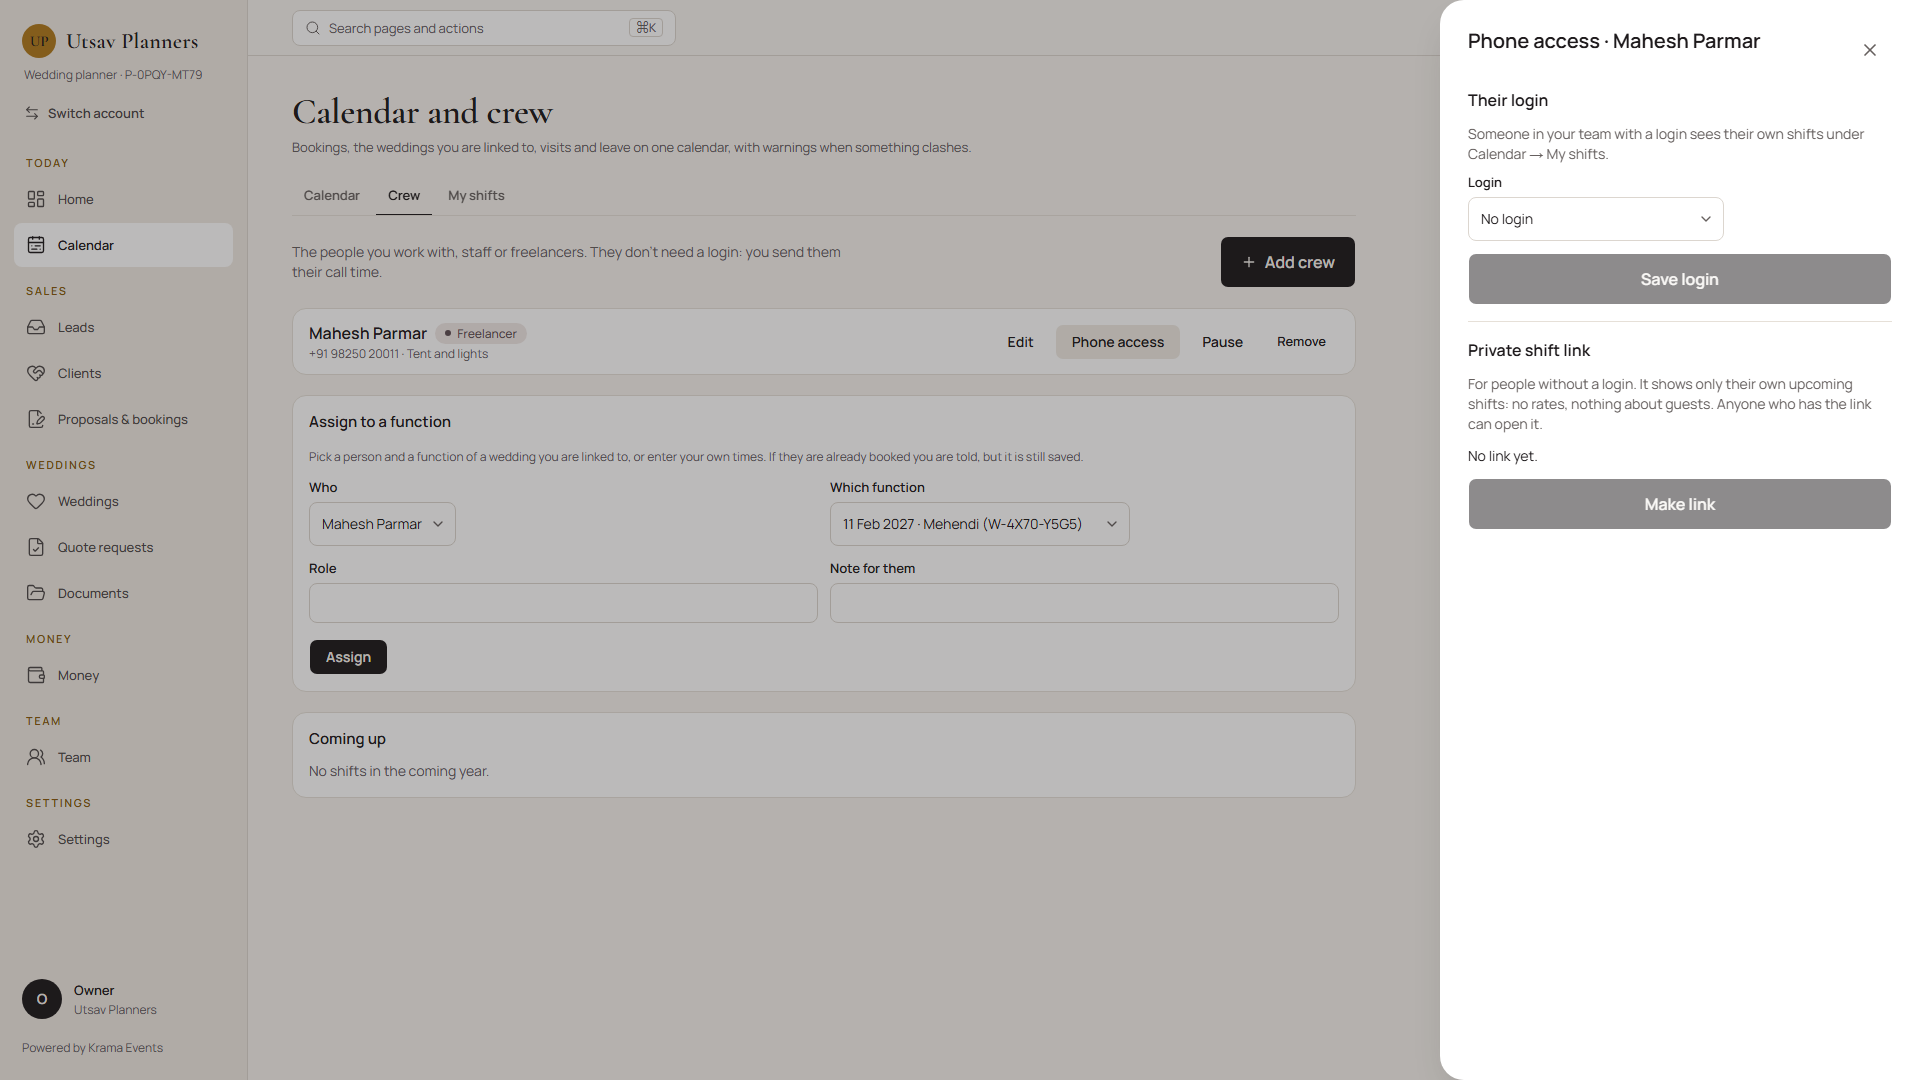 UP Utsav Planners
Wedding planner · P-0PQY-MT79
Switch account
TODAY
Home
Calendar
SALES
Leads
Clients
Proposals & bookings
WEDDINGS
Weddings
Quote requests
Documents
MONEY
Money
TEAM
Team
SETTINGS
Settings
O
Owner
Utsav Planners
Powered by Krama Events
Search pages and actions ⌘K
Calendar and crew
Bookings, the weddings you are linked to, visits and leave on one calendar, with warnings when something clashes.
Calendar Crew My shifts
The people you work with, staff or freelancers. They don't need a login: you send them
their call time.
+ Add crew
Mahesh Parmar Freelancer
+91 98250 20011 · Tent and lights
Edit Phone access Pause Remove
Assign to a function
Pick a person and a function of a wedding you are linked to, or enter your own times. If they are already booked you are told, but it is still saved.
Who Which function
Mahesh Parmar 11 Feb 2027 · Mehendi (W-4X70-Y5G5)
Role Note for them
Assign
Coming up
No shifts in the coming year.
Phone access · Mahesh Parmar
Their login
Someone in your team with a login sees their own shifts under
Calendar → My shifts.
Login
No login
Save login
Private shift link
For people without a login. It shows only their own upcoming
shifts: no rates, nothing about guests. Anyone who has the link
can open it.
No link yet.
Make link